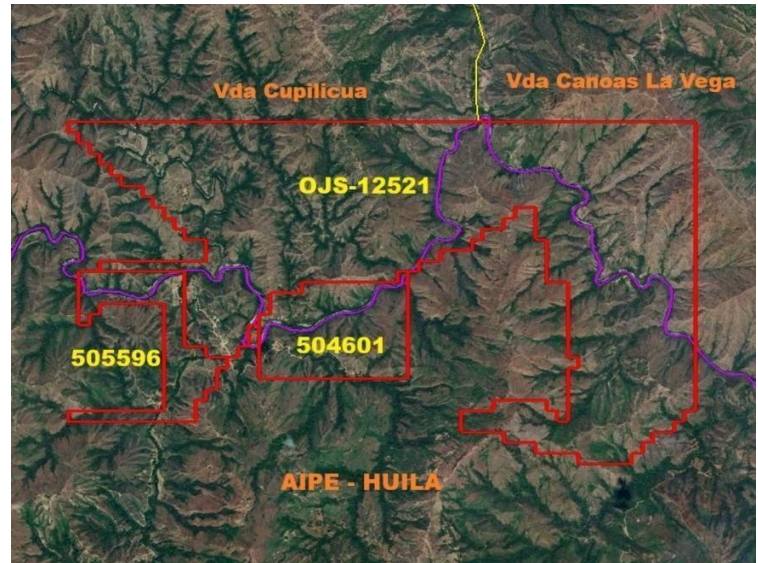 Vda Canoas La Vega
Vda Cupilicua
OJS-12521
504601
505596
AIPE - HUILA